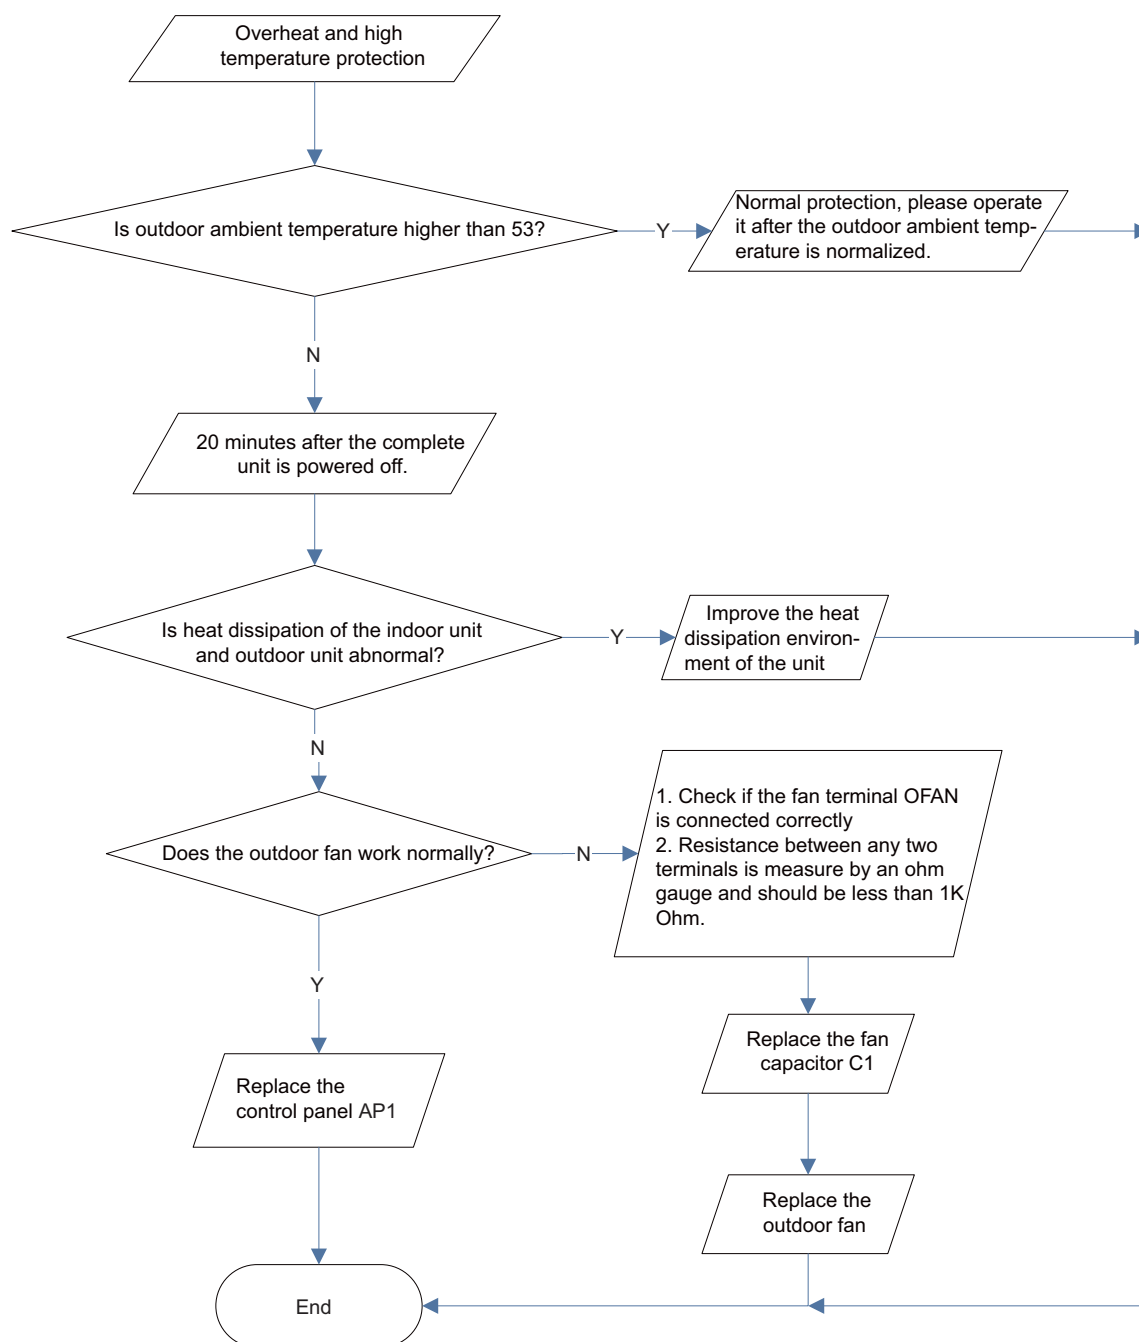 Overheat and high
temperature protection
Is outdoor ambient temperature higher than 53?
Y
Normal protection, please operate
it after the outdoor ambient temp-
erature is normalized.
N
20 minutes after the complete
unit is powered off.
Is heat dissipation of the indoor unit
and outdoor unit abnormal?
Y
Improve the heat
dissipation environ-
ment of the unit
N
Does the outdoor fan work normally?
N
1. Check if the fan terminal OFAN
is connected correctly
2. Resistance between any two
terminals is measure by an ohm
gauge and should be less than 1K
Ohm.
Y
Replace the fan
capacitor C1
Replace the
control panel AP1
Replace the
outdoor fan
End